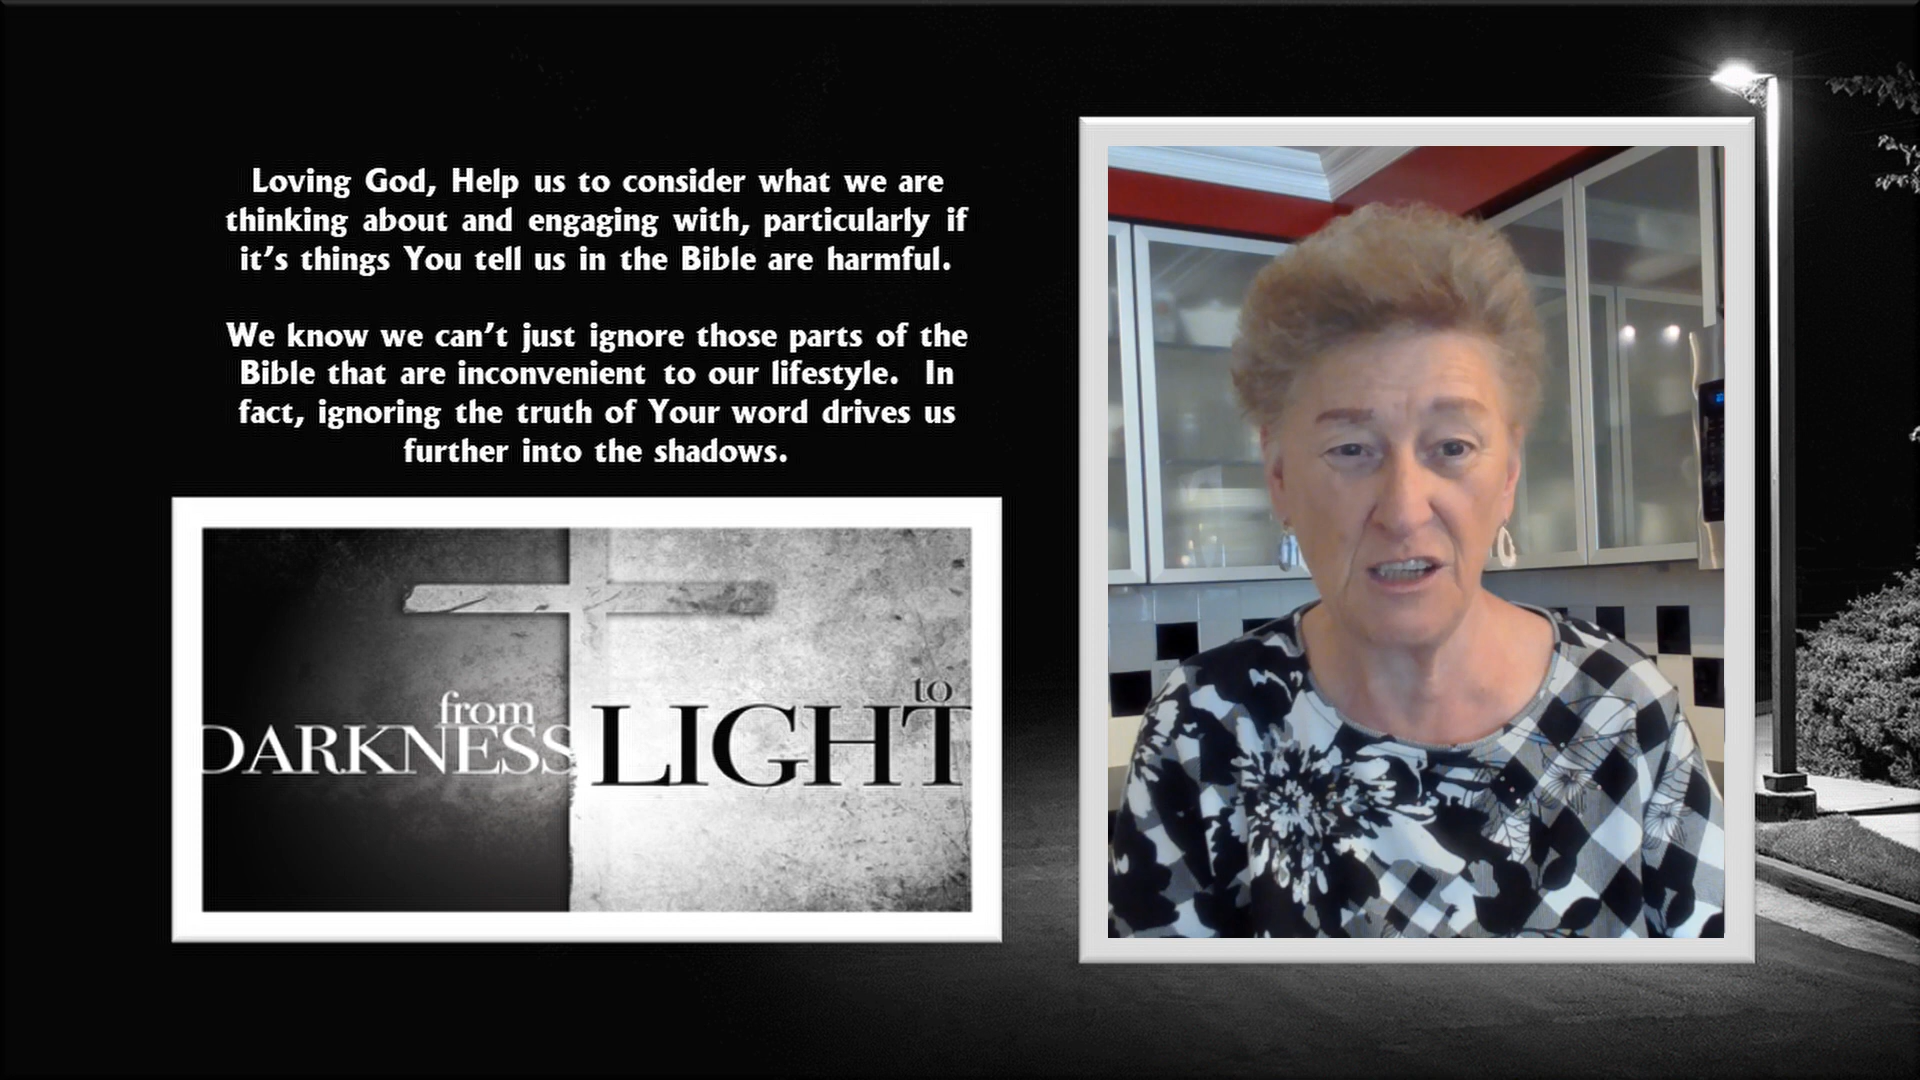 Loving God, Help us to consider what we are
thinking about and engaging with, particularly if
it's things You tell us in the Bible are harmful.
We know we can't just ignore those parts of the
Bible that are inconvenient to our lifestyle. In
fact, ignoring the truth of Your word drives us
further into the shadows.
from
DARKNESS
to
LIGHT